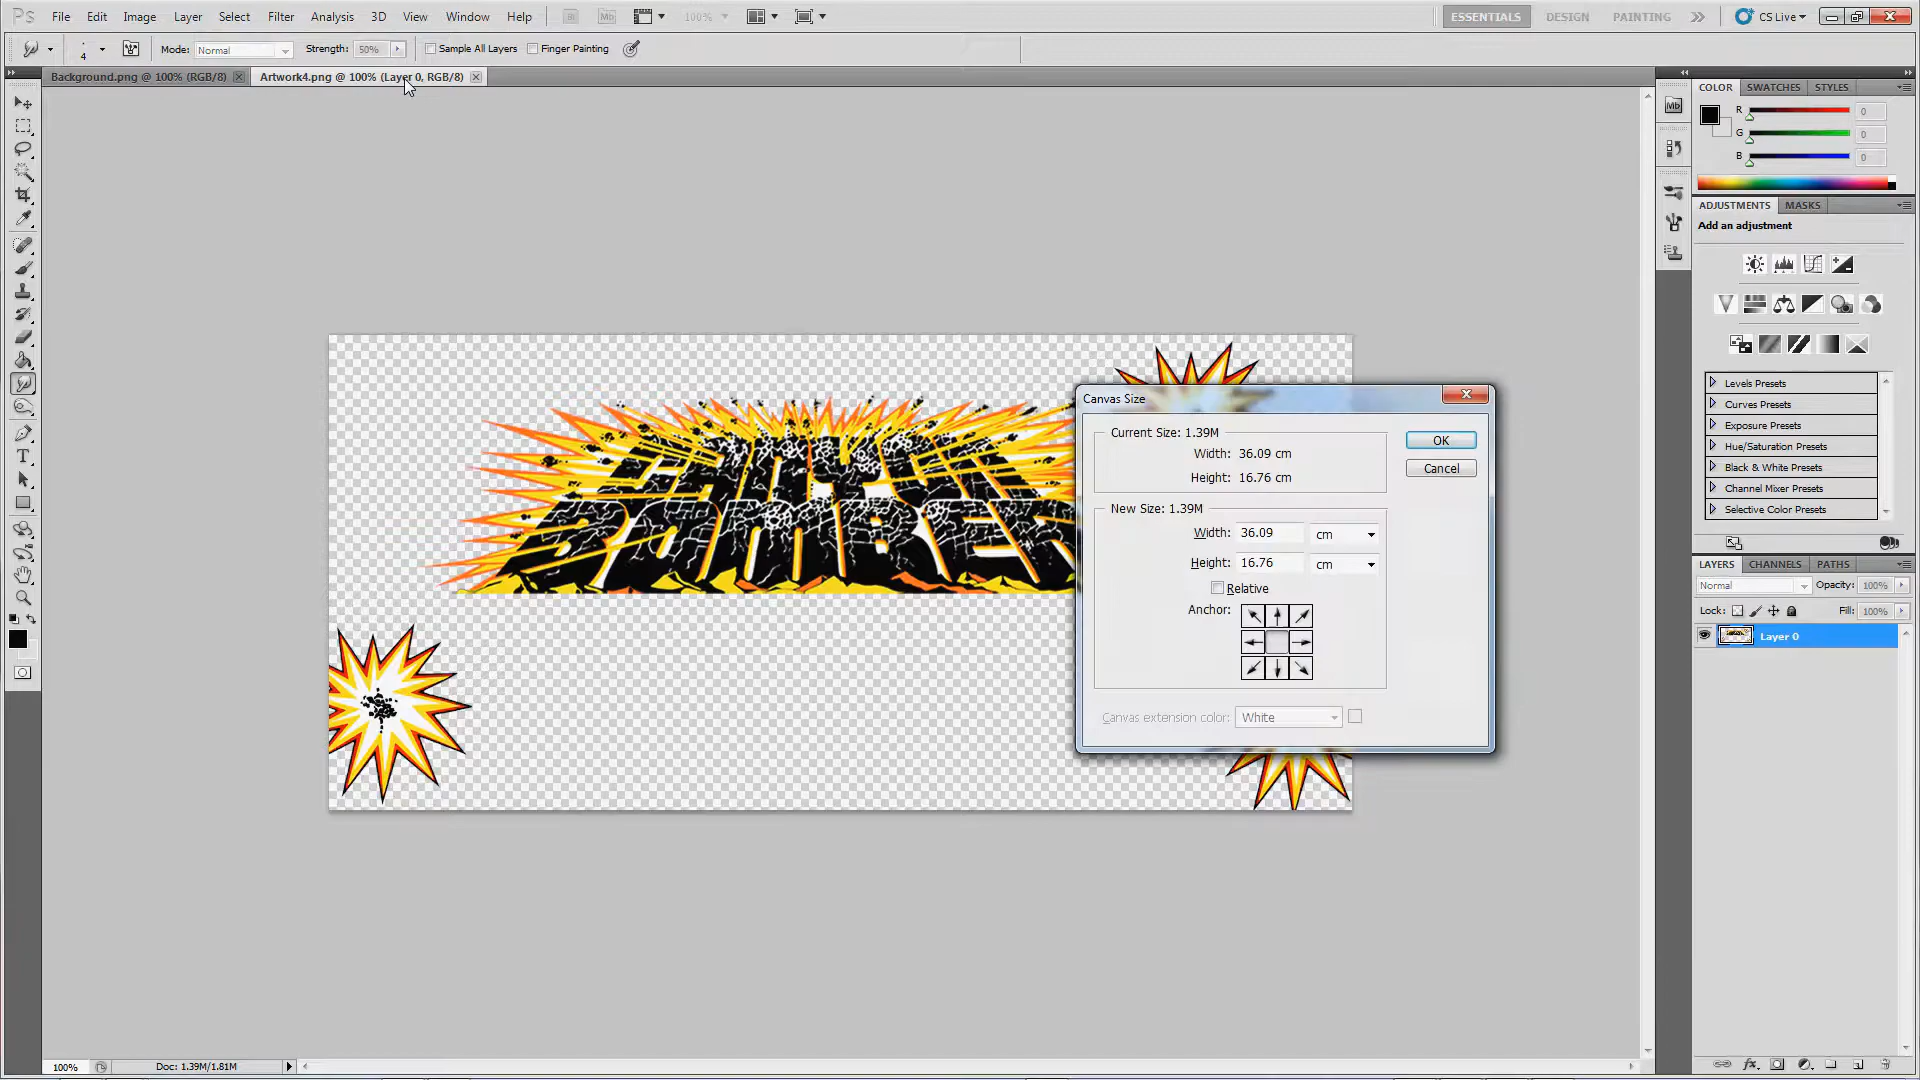 Ps File Edit Image Layer Select Filter Analysis 3D View Window Help Br Mb 100% ESSENTIALS DESIGN PAINTING CS Live
4 Mode: Normal Strength: 50% Sample All Layers Finger Painting
Background.png @ 100% (RGB/8) Artwork4.png @ 100% (Layer 0, RGB/8)
COLOR SWATCHES STYLES
Mb
R 0
G 0
B 0
ADJUSTMENTS MASKS
Add an adjustment
Levels Presets
Curves Presets
Exposure Presets
Hue/Saturation Presets
Black & White Presets
Channel Mixer Presets
Selective Color Presets
LAYERS CHANNELS PATHS
Normal Opacity: 100%
Lock: Fill: 100%
Layer 0
Canvas Size
Current Size: 1.39M
OK
Width: 36.09 cm
Cancel
Height: 16.76 cm
New Size: 1.39M
Width: 36.09 cm
Height: 16.76 cm
Relative
Anchor:
Canvas extension color: White
100% Doc: 1.39M/1.81M